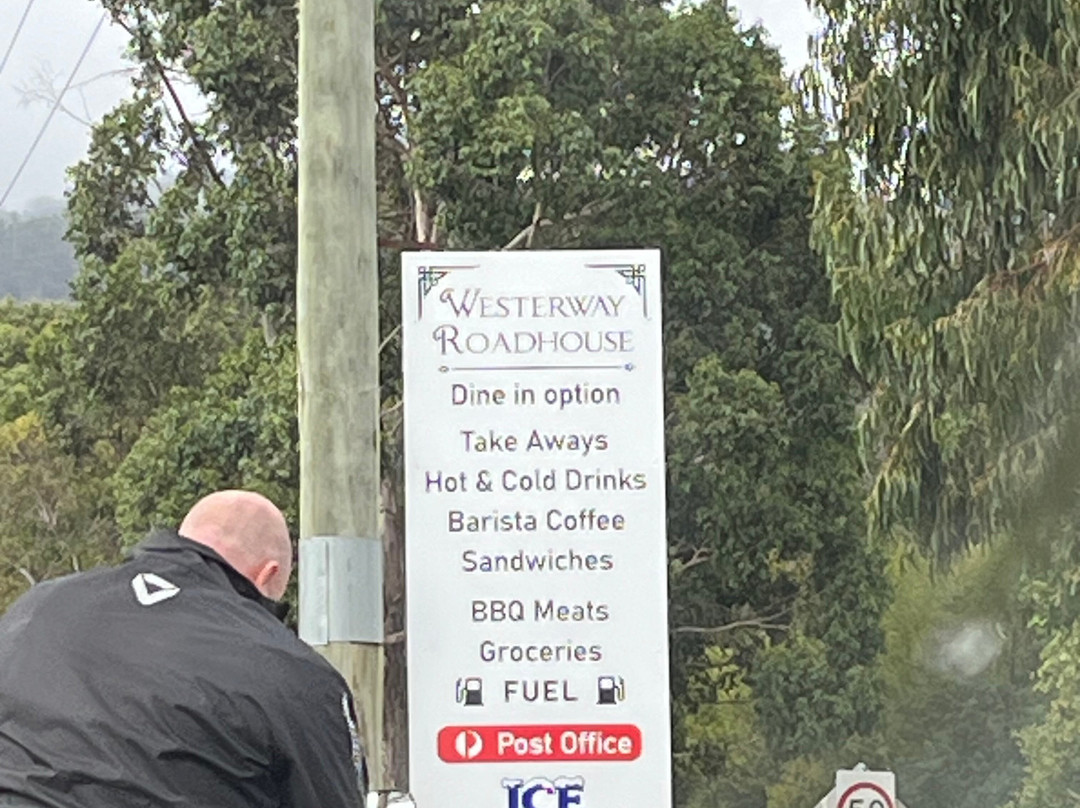 Westerway
Roadhouse
Dine in option
Take Aways
Hot & Cold Drinks
Barista Coffee
Sandwiches
BBQ Meats
Groceries
FUEL
Post Office
ICE
50